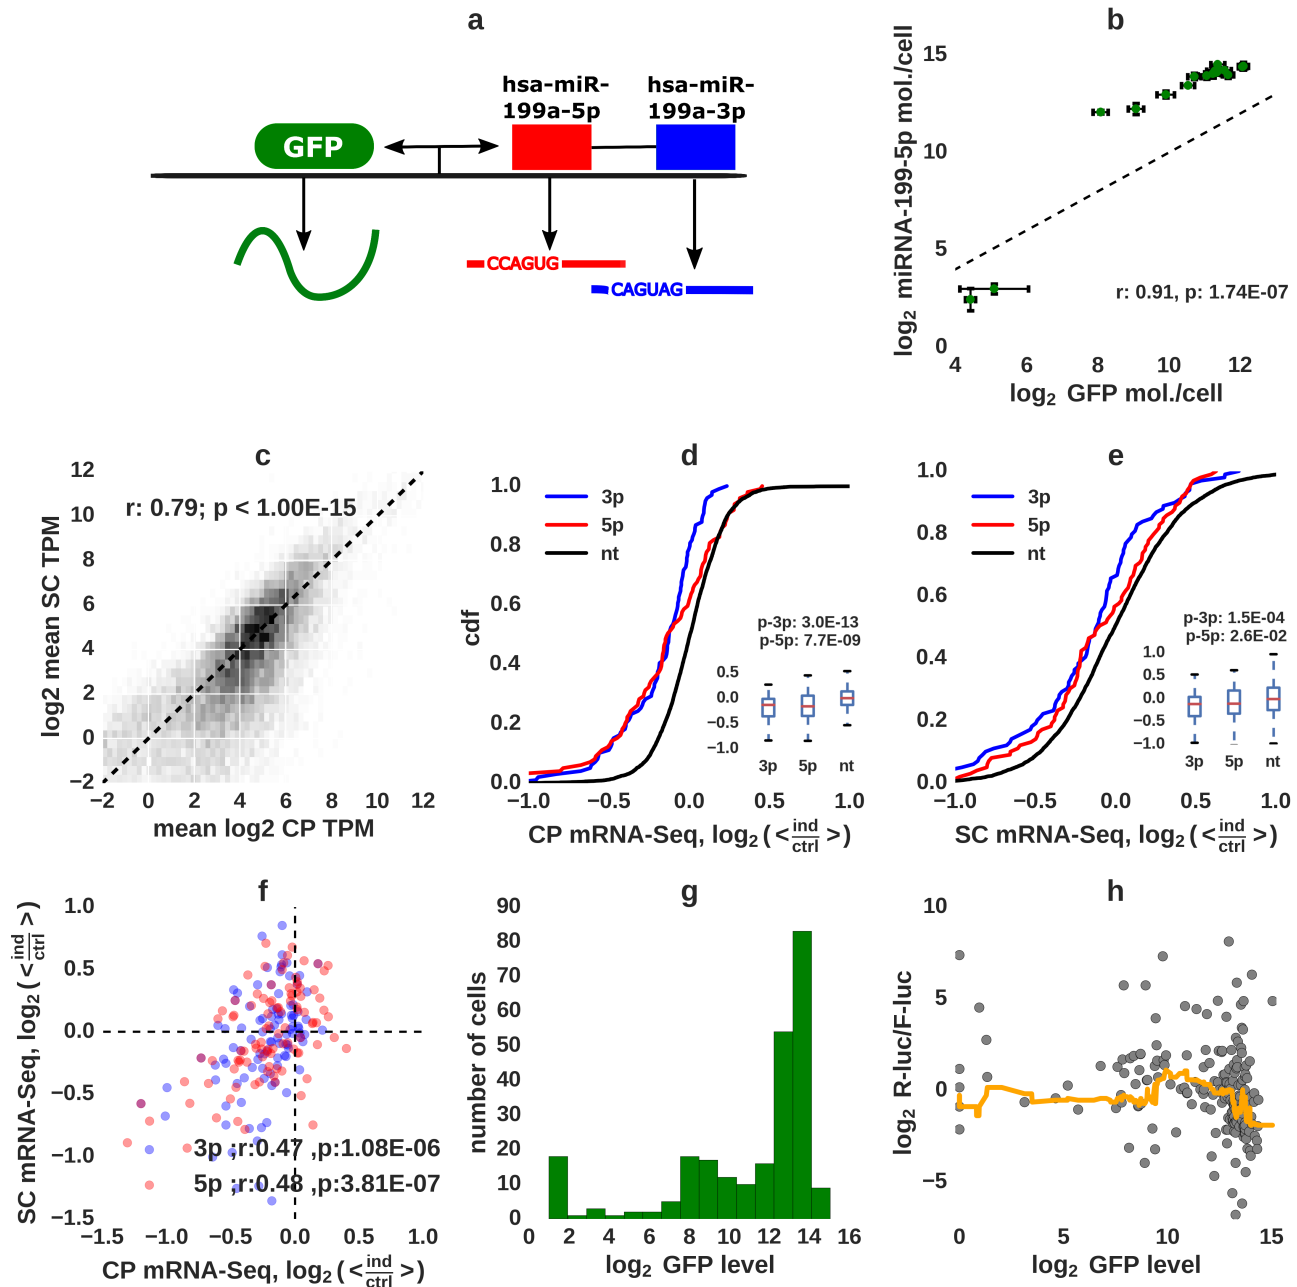 a
hsa-miR-
199a-5p
hsa-miR-
199a-3p
GFP
CCAGUG
CAGUAG
b
log2 miRNA-199-5p mol./cell
15
10
5
0
r: 0.91, p: 1.74E-07
4 6 8 10 12
log2 GFP mol./cell
c
log2 mean SC TPM
12
10
8
6
4
2
0
−2
r: 0.79; p < 1.00E-15
−2 0 2 4 6 8 10 12
mean log2 CP TPM
d
cdf
1.0
0.8
0.6
0.4
0.2
0.0
3p
5p
nt
p-3p: 3.0E-13
p-5p: 7.7E-09
0.5
0.0
−0.5
−1.0
3p 5p nt
−1.0 −0.5 0.0 0.5 1.0
CP mRNA-Seq, log2 (<ind/ctrl>)
e
1.0
0.8
0.6
0.4
0.2
0.0
3p
5p
nt
p-3p: 1.5E-04
p-5p: 2.6E-02
1.0
0.5
0.0
−0.5
−1.0
3p 5p nt
−1.0 −0.5 0.0 0.5 1.0
SC mRNA-Seq, log2 (<ind/ctrl>)
f
SC mRNA-Seq, log2 (<ind/ctrl>)
1.0
0.5
0.0
−0.5
−1.0
−1.5
3p ;r:0.47 ,p:1.08E-06
5p ;r:0.48 ,p:3.81E-07
−1.5 −1.0 −0.5 0.0 0.5 1.0
CP mRNA-Seq, log2 (<ind/ctrl>)
g
number of cells
90
80
70
60
50
40
30
20
10
0
0 2 4 6 8 10 12 14 16
log2 GFP level
h
log2 R-luc/F-luc
10
5
0
−5
0 5 10 15
log2 GFP level